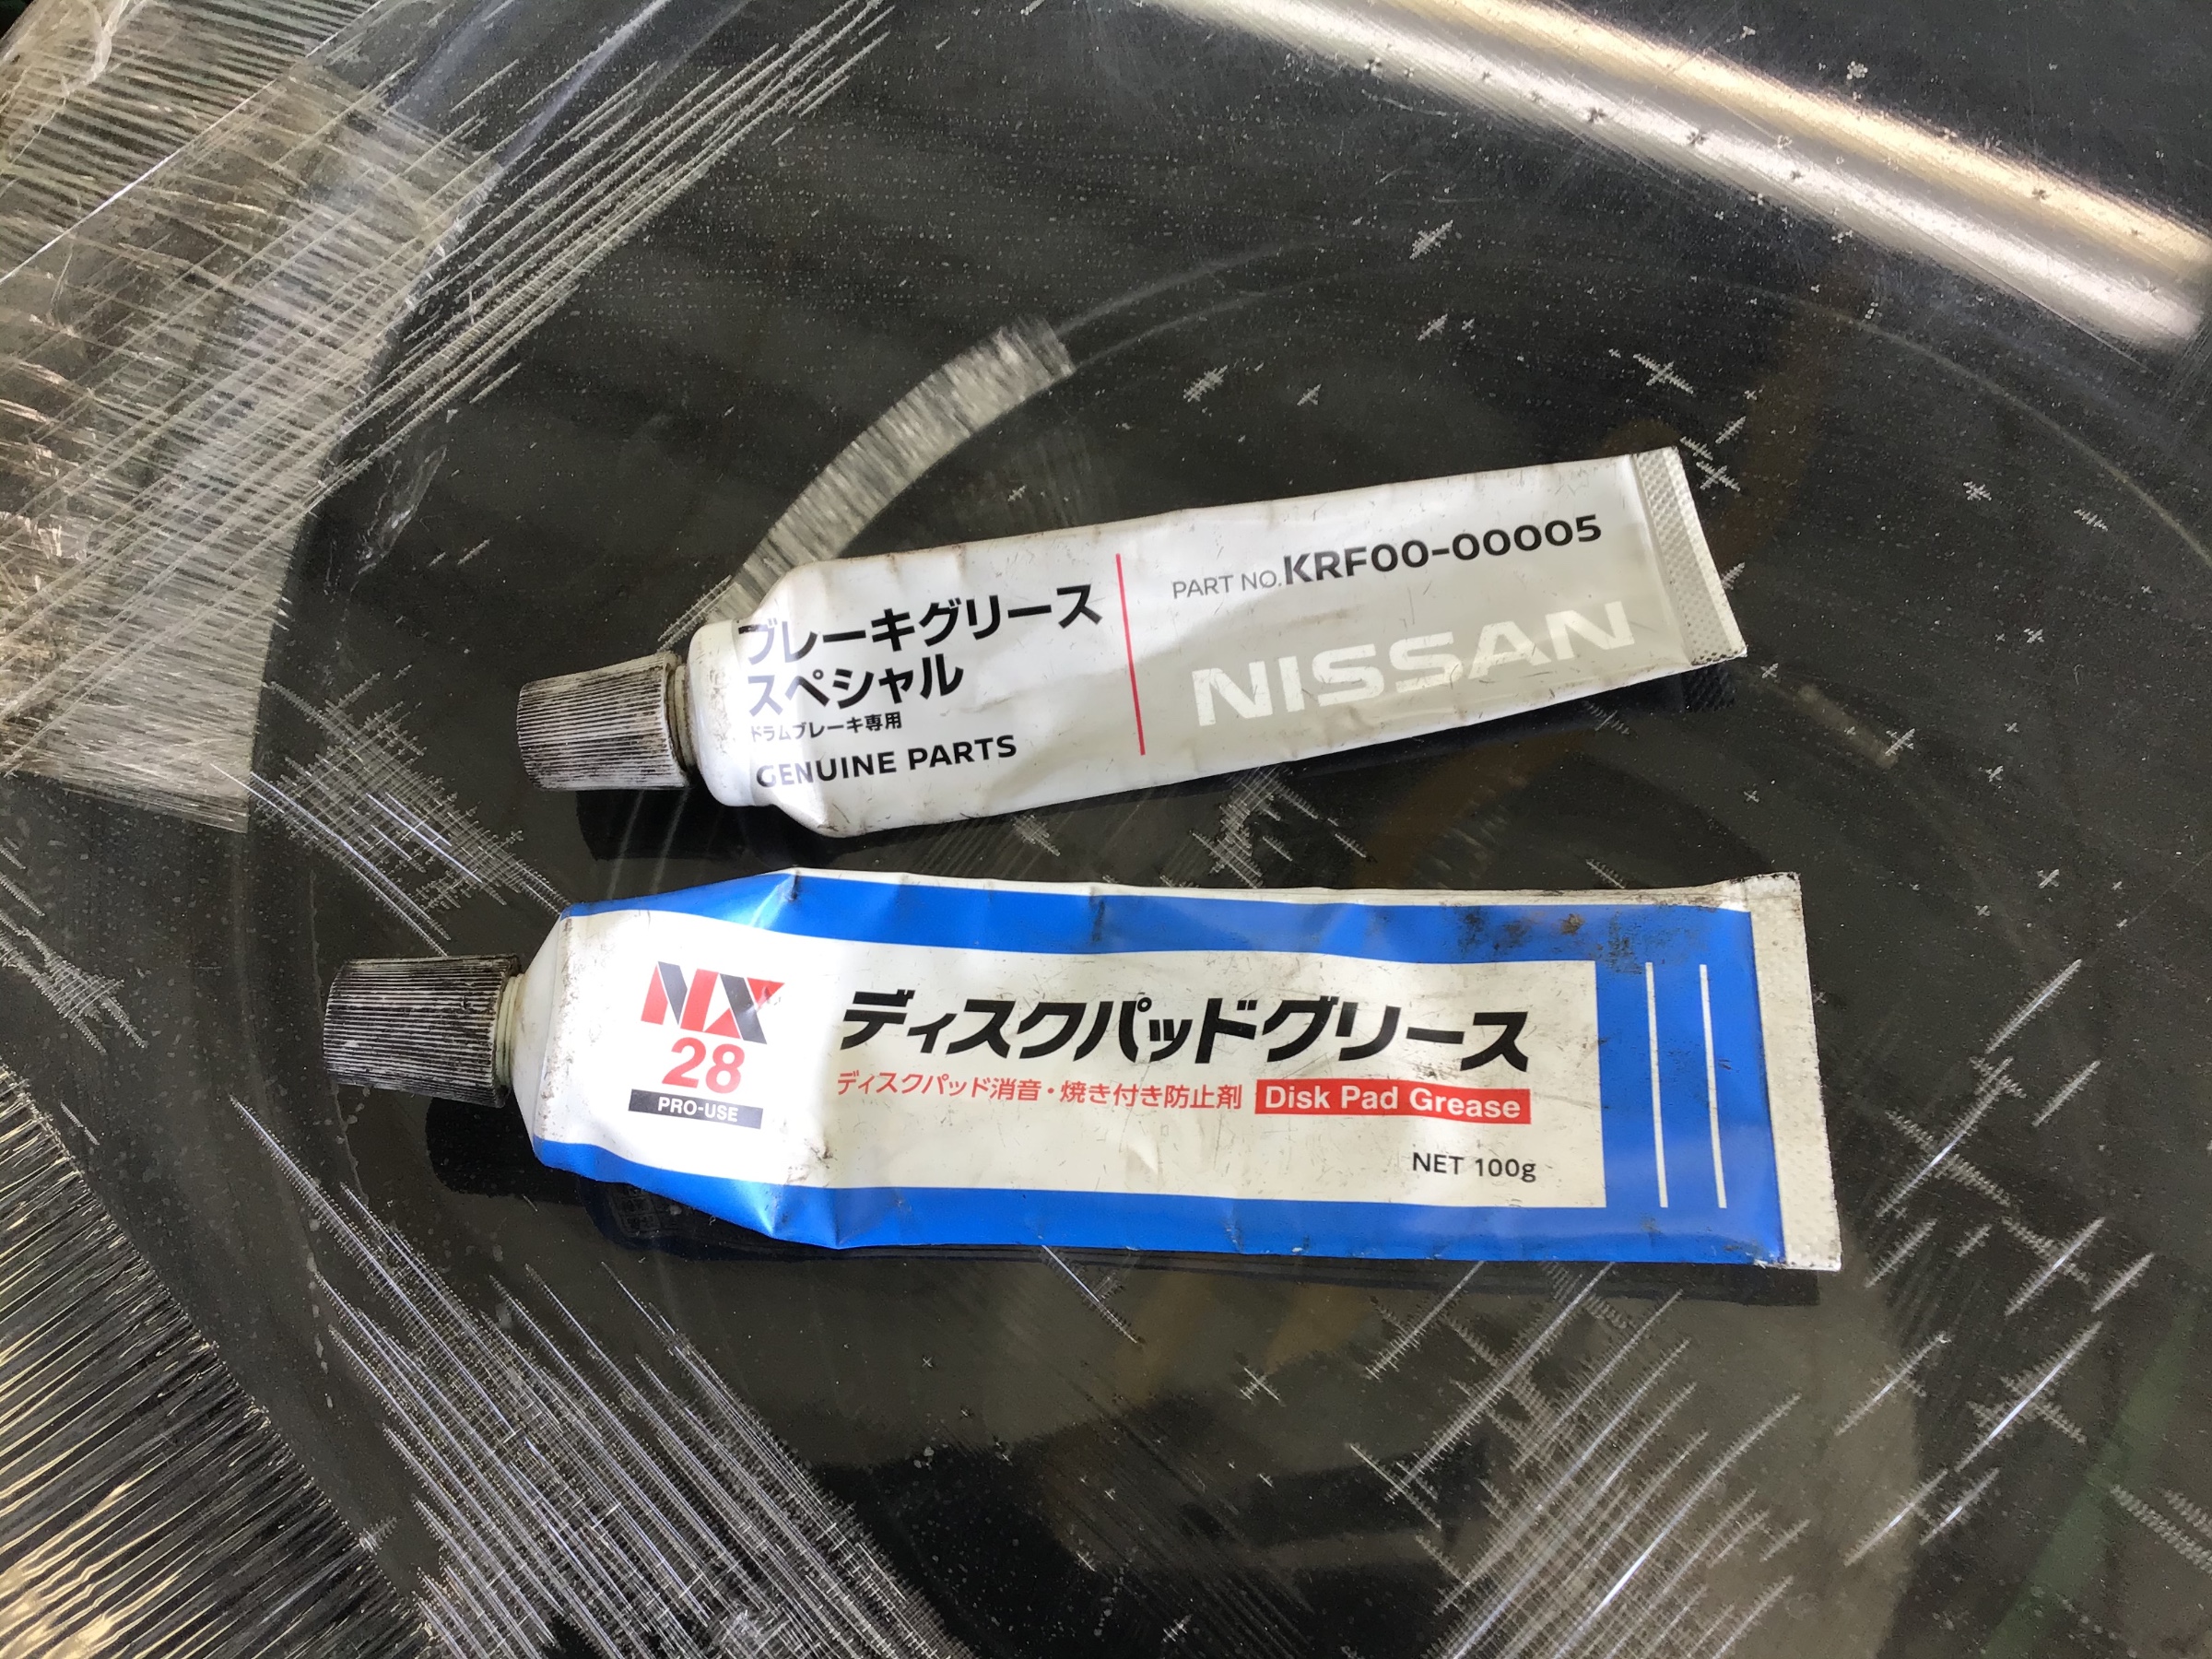 ブレーキグリース
スペシャル
ドラムブレーキ専用
GENUINE PARTS
PART NO. KRF00-00005
NISSAN
NX
28
PRO-USE
ディスクパッドグリース
ディスクパッド消音・焼き付き防止剤 Disk Pad Grease
NET 100g